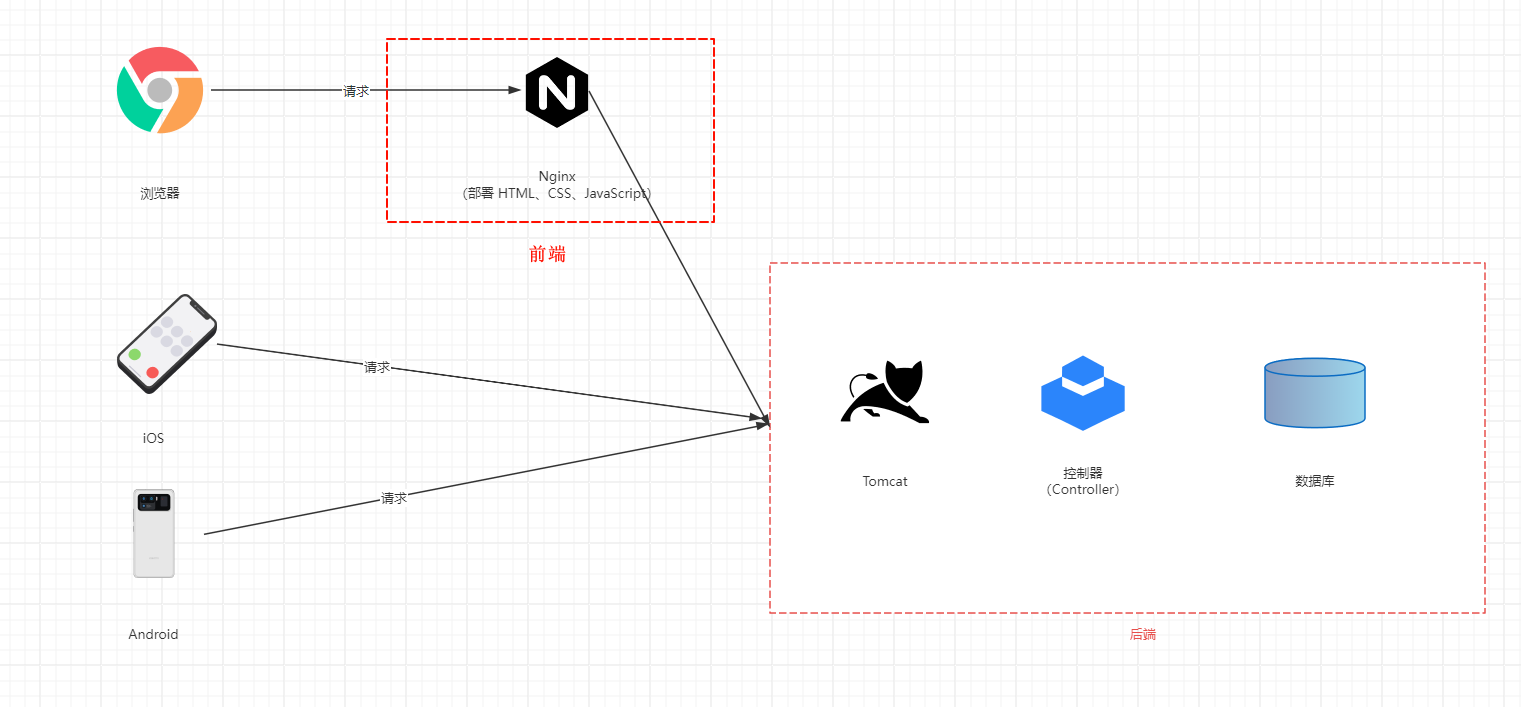 请求
浏览器
Nginx
（部署 HTML、CSS、JavaScript）
前端
请求
iOS
请求
Android
Tomcat
控制器
（Controller）
数据库
后端